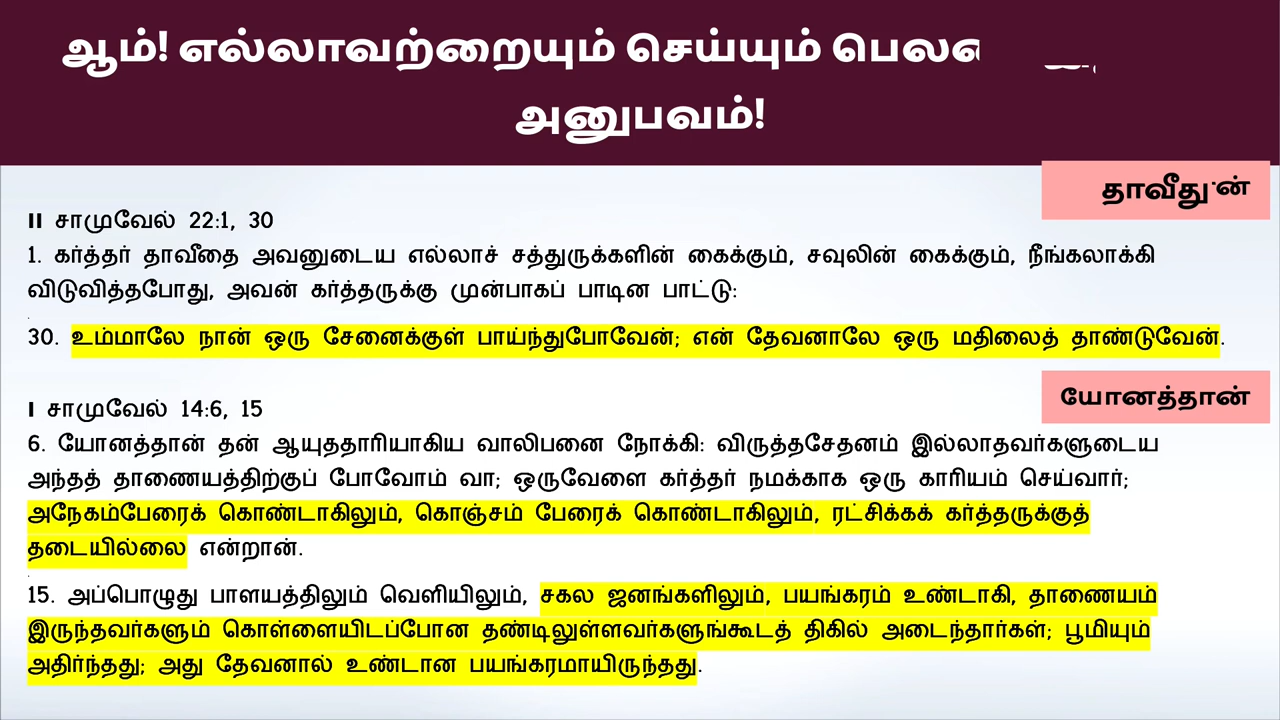 ஆம்! எல்லாவற்றையும் செய்யும்
அனுபவம்!
தாவீது
II சாமுவேல் 22:1, 30
1. கர்த்தர் தாவீதை அவனுடைய எல்லாச் சத்துருக்களின் கைக்கும், சவுலின் கைக்கும், நீங்கலாக்கி
விடுவித்தபோது, அவன் கர்த்தருக்கு முன்பாகப் பாடின பாட்டு:
30. உம்மாலே நான் ஒரு சேனைக்குள் பாய்ந்துபோவேன்; என் தேவனாலே ஒரு மதிலைத் தாண்டுவேன்.
யோனத்தான்
I சாமுவேல் 14:6, 15
6. யோனத்தான் தன் ஆயுததாரியாகிய வாலிபனை நோக்கி: விருத்தசேதனம் இல்லாதவர்களுடைய
அந்தத் தாணையத்திற்குப் போவோம் வா; ஒருவேளை கர்த்தர் நமக்காக ஒரு காரியம் செய்வார்;
அநேகம்பேரைக் கொண்டாகிலும், கொஞ்சம் பேரைக் கொண்டாகிலும், ரட்சிக்கக் கர்த்தருக்குத்
தடையில்லை என்றான்.
15. அப்பொழுது பாளயத்திலும் வெளியிலும், சகல ஜனங்களிலும், பயங்கரம் உண்டாகி, தாணையம்
இருந்தவர்களும் கொள்ளையிடப்போன தண்டிலுள்ளவர்களுங்கூடத் திகில் அடைந்தார்கள்; பூமியும்
அதிர்ந்தது; அது தேவனால் உண்டான பயங்கரமாயிருந்தது.